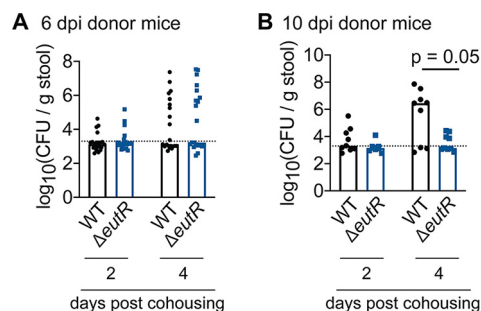 A 6 dpi donor mice
log10(CFU / g stool)
8
6
4
2
0
WT
ΔeutR
WT
ΔeutR
2 4
days post cohousing
B 10 dpi donor mice
p = 0.05
log10(CFU / g stool)
10
8
6
4
2
0
WT
ΔeutR
WT
ΔeutR
2 4
days post cohousing